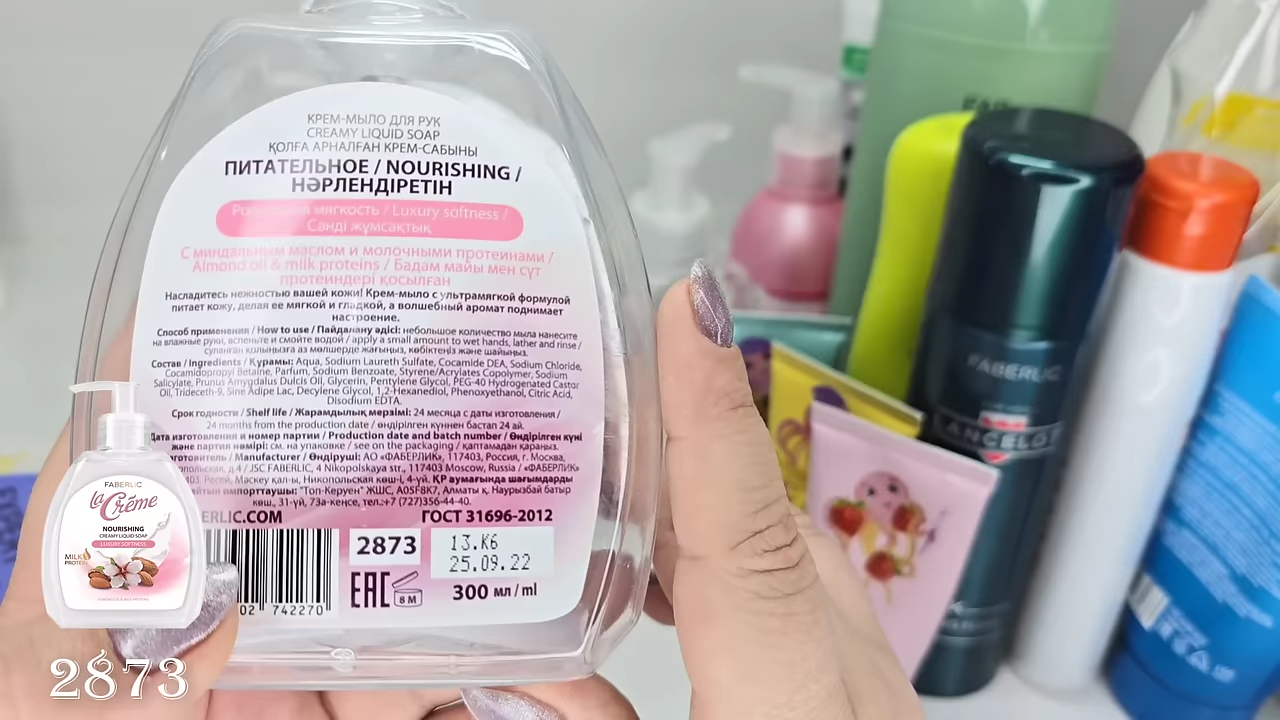 КРЕМ-МЫЛО ДЛЯ РУК
CREAMY LIQUID SOAP
ҚОЛҒА АРНАЛҒАН КРЕМ-САБЫНЫ
ПИТАТЕЛЬНОЕ / NOURISHING /
НӘРЛЕНДІРЕТІН
мягкость / Luxury softness /
Сәнді жұмсақтық
С миндальным маслом и молочными протеинами /
Almond oil & milk proteins / Бадам майы мен сүт
протеиндері қосылған
Насладитесь нежностью вашей кожи! Крем-мыло с ультрамягкой формулой
питает кожу, делая ее мягкой и гладкой, а волшебный аромат поднимает
настроение.
Способ применения / How to use / Пайдалану әдісі: небольшое количество мыла нанесите
на влажные руки, вспеньте и смойте водой / apply a small amount to wet hands, lather and rinse /
суланған қолыңызға аз мөлшерде жағыңыз, көбіктеңіз және шайыңыз.
Состав / Ingredients / Құрамы: Aqua, Sodium Laureth Sulfate, Cocamide DEA, Sodium Chloride,
Cocamidopropyl Betaine, Parfum, Sodium Benzoate, Styrene/Acrylates Copolymer, Sodium
Salicylate, Prunus Amygdalus Dulcis Oil, Glycerin, Pentylene Glycol, PEG-40 Hydrogenated Castor
Oil, Trideceth-9, Sine Adipe Lac, Decylene Glycol, 1,2-Hexanediol, Phenoxyethanol, Citric Acid,
Disodium EDTA.
Срок годности / Shelf life / Жарамдылық мерзімі: 24 месяца с даты изготовления /
24 months from the production date / өндірілген күннен бастап 24 ай.
Дата изготовления и номер партии / Production date and batch number / Өндірілген күні
және партия нөмірі: см. на упаковке / see on the packaging / қаптамадан қараңыз.
/ Manufacturer / Өндіруші: АО «ФАБЕРЛИК», 117403, Россия, г. Москва,
д.4 / JSC FABERLIC, 4 Nikopolskaya str., 117403 Moscow, Russia / «ФАБЕРЛИК»
Ресей, Мәскеу қал-ы, Никопольская көш-і, 4-үй. ҚР аумағында шағымдарды
импорттаушы: "Топ-Керуен" ЖШС, A05F8K7, Алматы қ. Наурызбай батыр
көш., 31-үй, 73а-кеңсе, тел.:+7 (727)356-44-40.
ERLIC.COM
ГОСТ 31696-2012
2873
13.К6
25.09.22
02 742270
EAC
8 M
300 мл / ml
FABERLIC
la Crème
NOURISHING
CREAMY LIQUID SOAP
LUXURY SOFTNESS
MILK
2873
FABERLIC